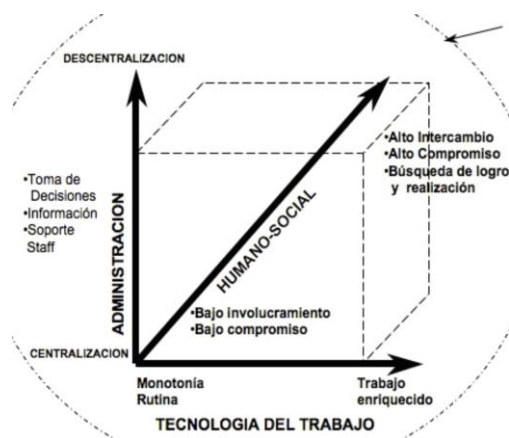 DESCENTRALIZACION
•Toma de
Decisiones
•Información
•Soporte
Staff
ADMINISTRACION
HUMANO-SOCIAL
•Alto Intercambio
•Alto Compromiso
•Búsqueda de logro
y realización
•Bajo involucramiento
•Bajo compromiso
CENTRALIZACION
Monotonía
Rutina
Trabajo
enriquecido
TECNOLOGIA DEL TRABAJO